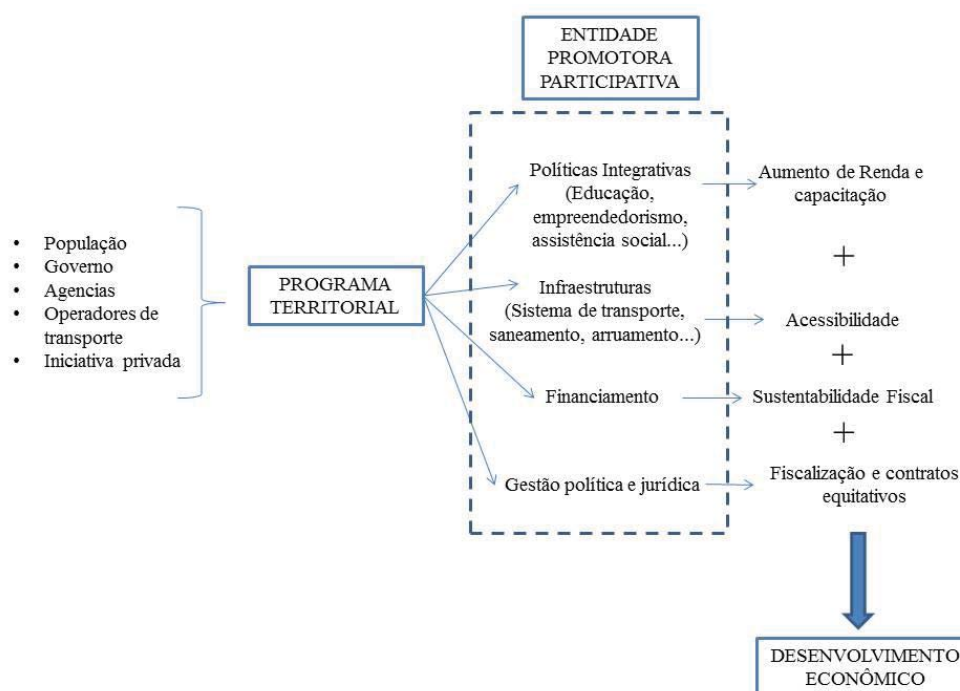 ENTIDADE
PROMOTORA
PARTICIPATIVA
• População
• Governo
• Agencias
• Operadores de
transporte
• Iniciativa privada
PROGRAMA
TERRITORIAL
Políticas Integrativas
(Educação,
empreendedorismo,
assistência social...)
Infraestruturas
(Sistema de transporte,
saneamento, arruamento...)
Financiamento
Gestão política e jurídica
Aumento de Renda e
capacitação
+
Acessibilidade
+
Sustentabilidade Fiscal
+
Fiscalização e contratos
equitativos
DESENVOLVIMENTO
ECONÔMICO